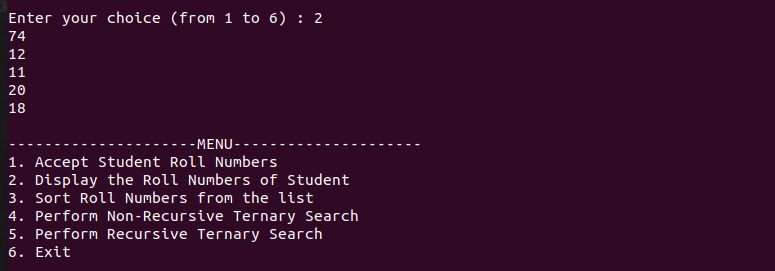 Enter your choice (from 1 to 6) : 2
74
12
11
20
18
---------------------MENU---------------------
1. Accept Student Roll Numbers
2. Display the Roll Numbers of Student
3. Sort Roll Numbers from the list
4. Perform Non-Recursive Ternary Search
5. Perform Recursive Ternary Search
6. Exit